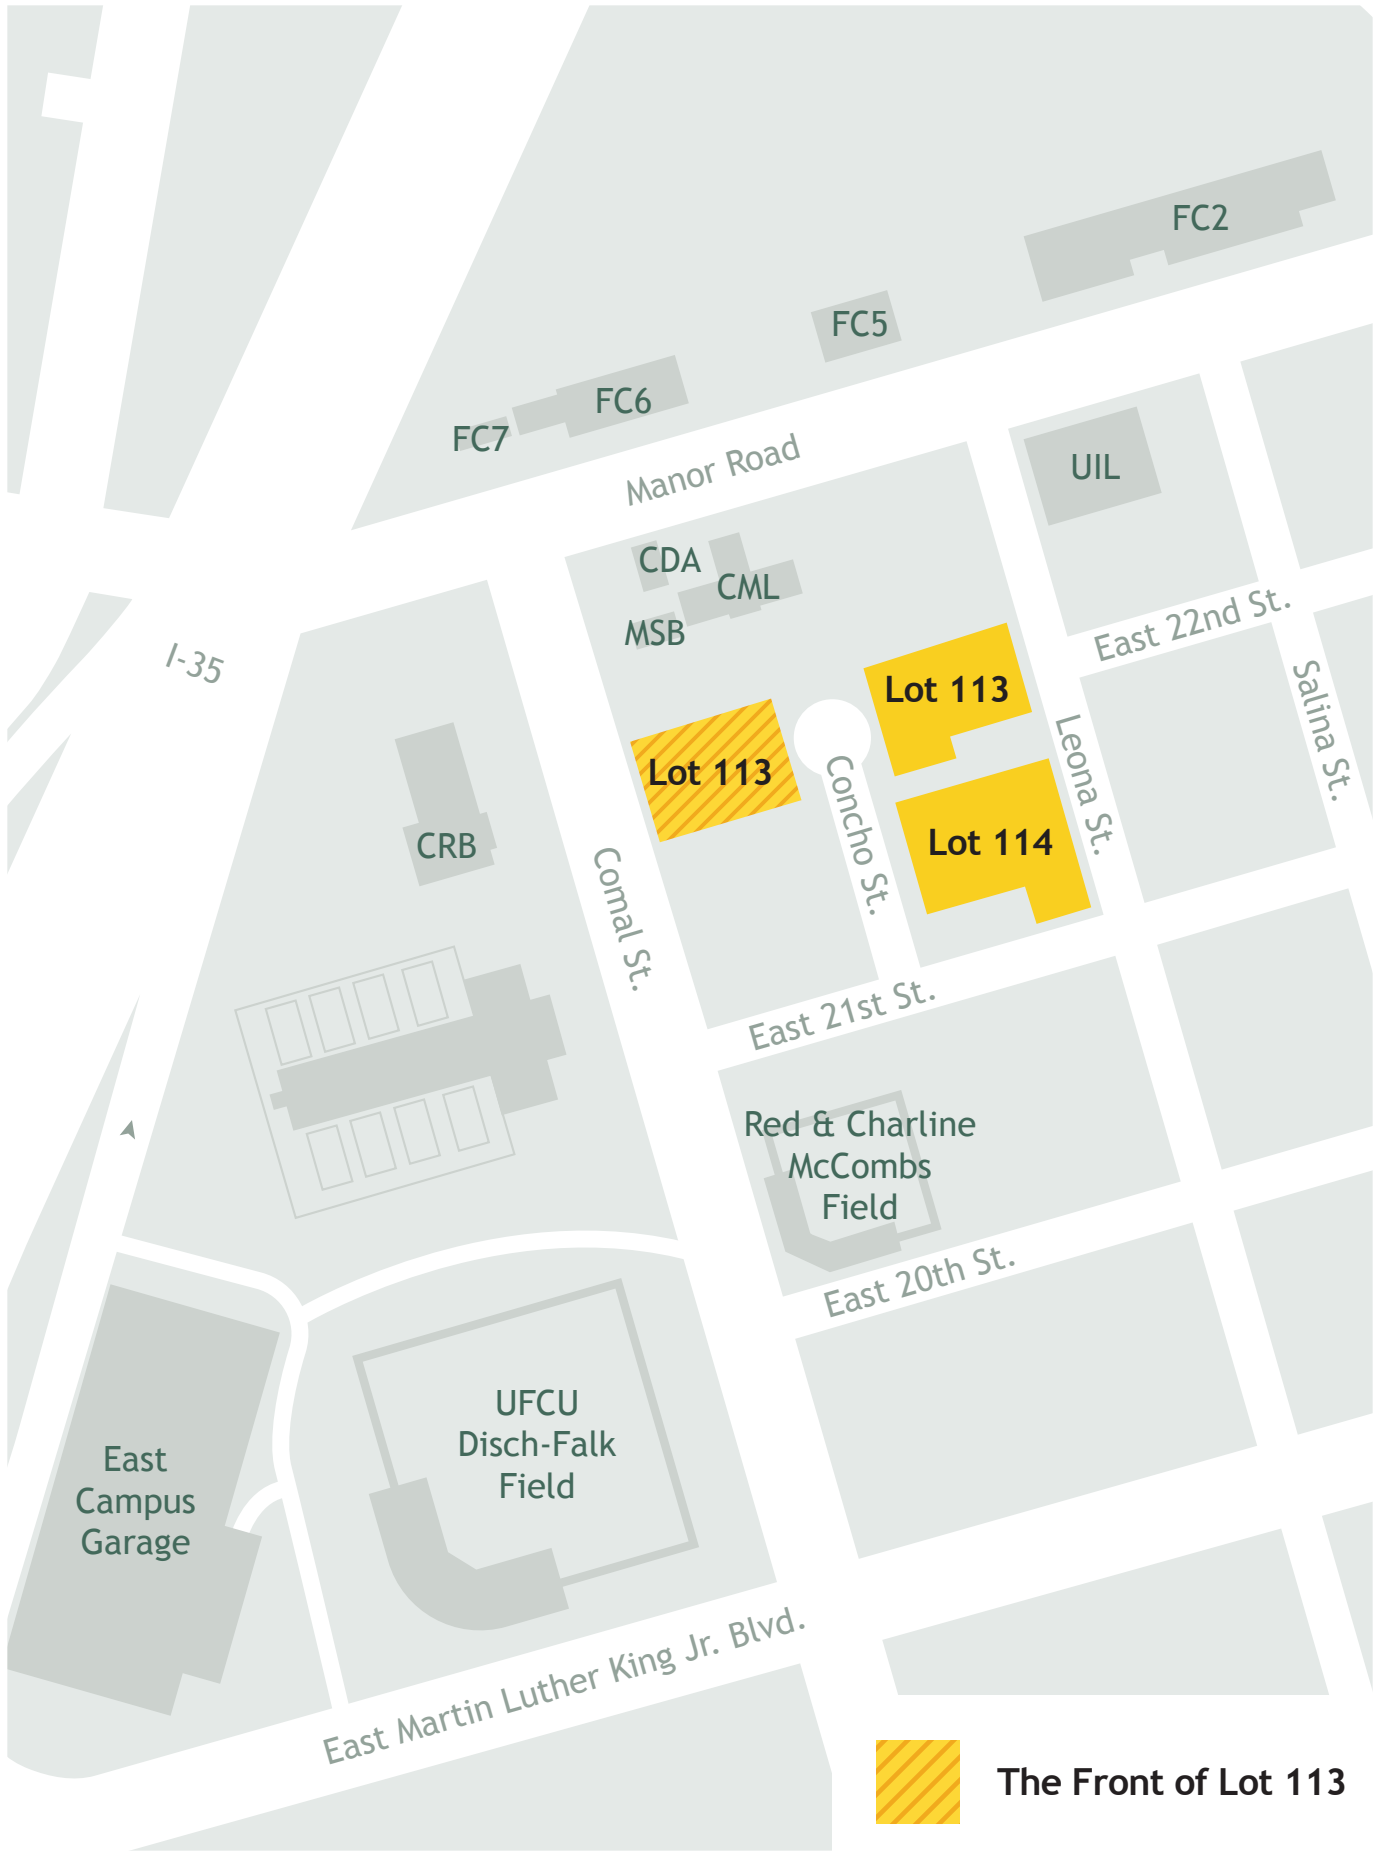 FC2
FC5
FC6
FC7
Manor Road
UIL
CDA
CML
MSB
East 22nd St.
I-35
Lot 113
Salina St.
Leona St.
Lot 113
Concho St.
CRB
Lot 114
Comal St.
East 21st St.
Red & Charline
McCombs
Field
East 20th St.
UFCU
Disch-Falk
Field
East
Campus
Garage
East Martin Luther King Jr. Blvd.
The Front of Lot 113